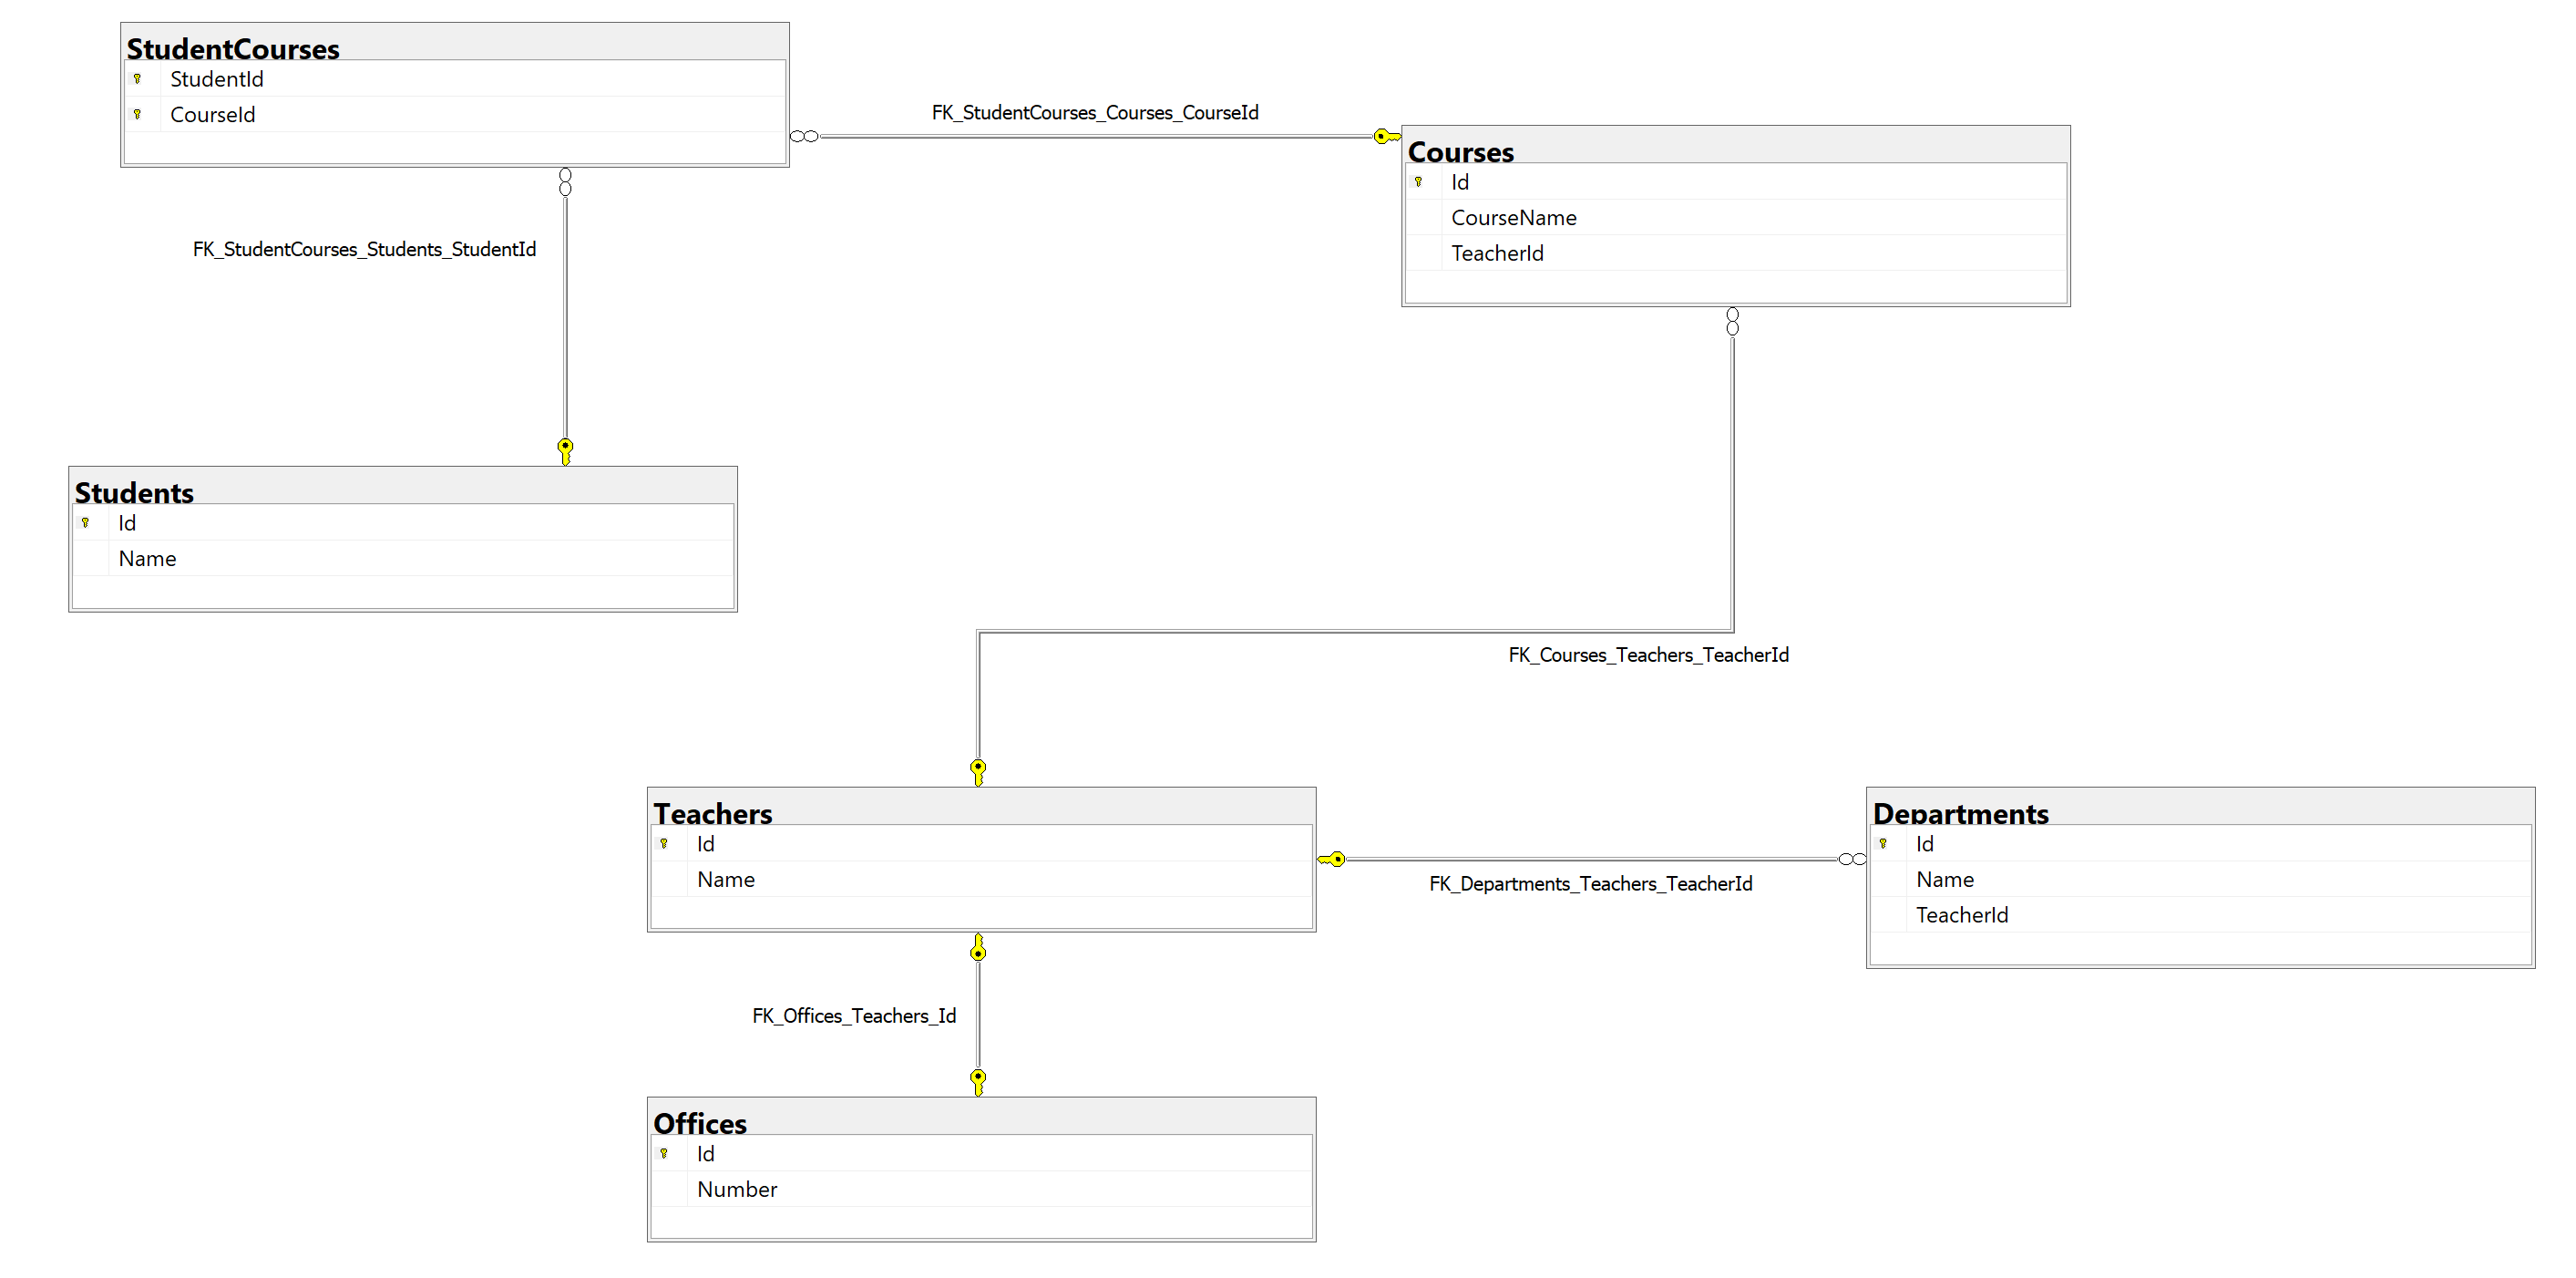 StudentCourses
StudentId
CourseId
FK_StudentCourses_Courses_CourseId
Courses
Id
CourseName
TeacherId
FK_StudentCourses_Students_StudentId
Students
Id
Name
FK_Courses_Teachers_TeacherId
Teachers
Id
Name
FK_Departments_Teachers_TeacherId
Departments
Id
Name
TeacherId
FK_Offices_Teachers_Id
Offices
Id
Number